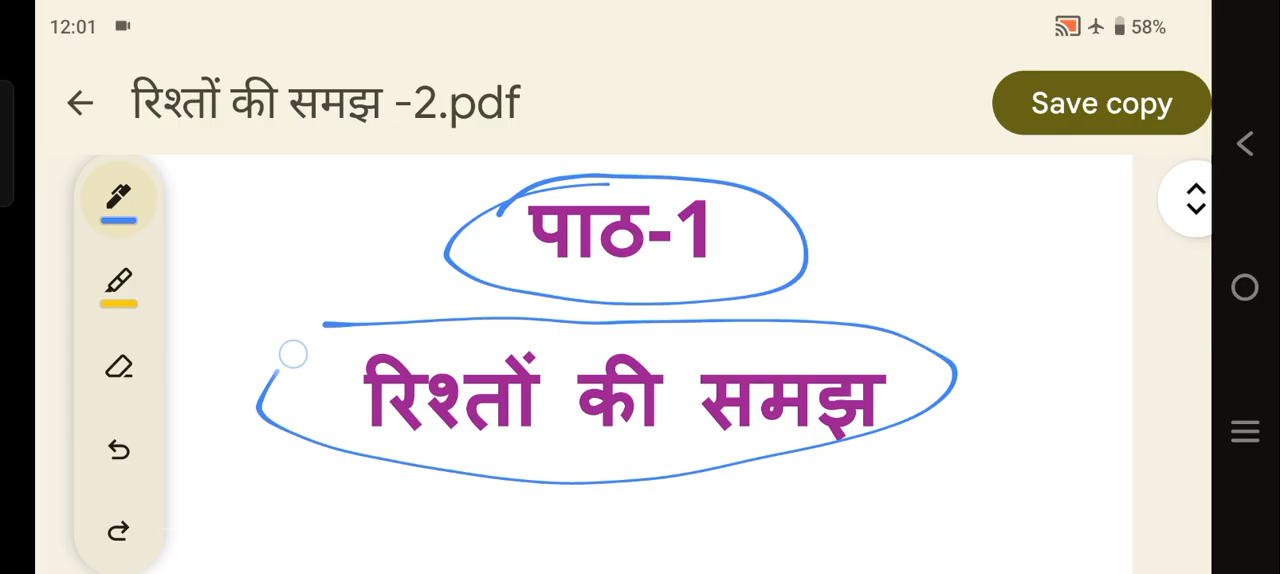 12:01
58%
रिश्तों की समझ -2.pdf
Save copy
पाठ-1
रिश्तों की समझ